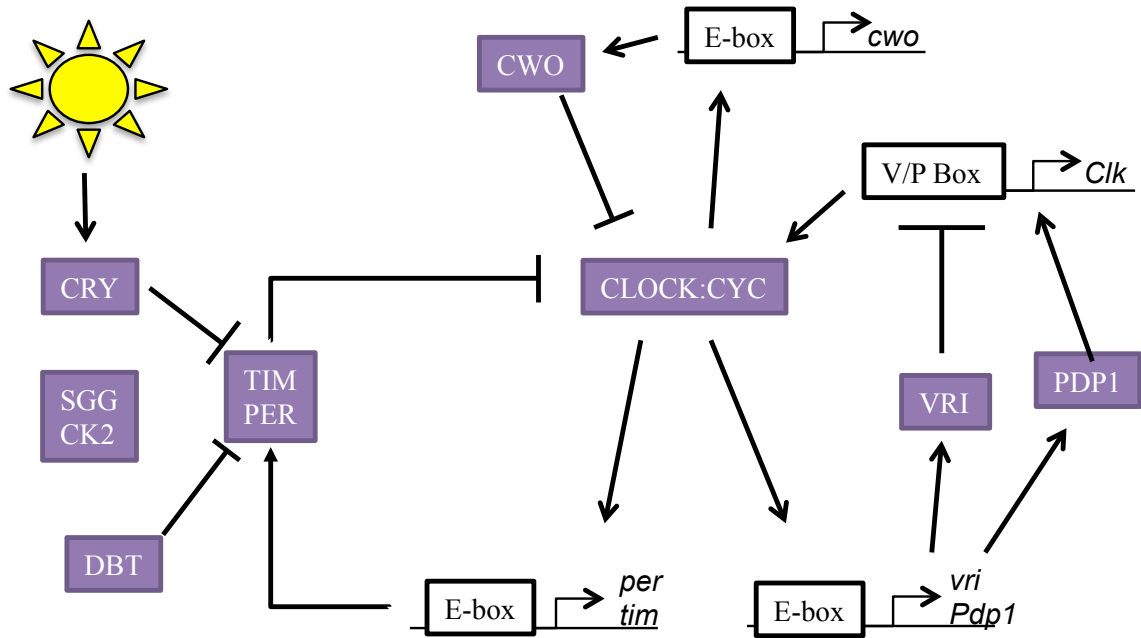 E-box
cwo
CWO
V/P Box
Clk
CRY
CLOCK:CYC
TIM
PER
SGG
CK2
VRI
PDP1
DBT
E-box
per
tim
E-box
vri
Pdp1